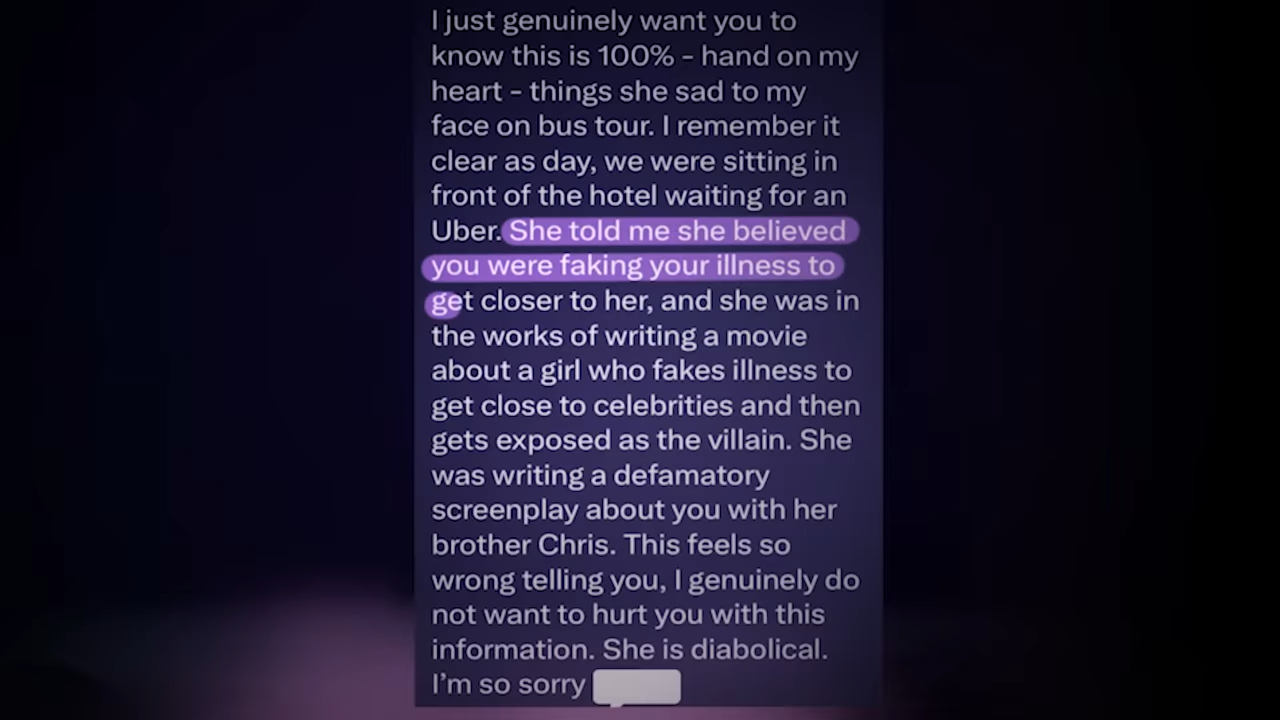 I just genuinely want you to
know this is 100% - hand on my
heart - things she sad to my
face on bus tour. I remember it
clear as day, we were sitting in
front of the hotel waiting for an
Uber. She told me she believed
you were faking your illness to
get closer to her, and she was in
the works of writing a movie
about a girl who fakes illness to
get close to celebrities and then
gets exposed as the villain. She
was writing a defamatory
screenplay about you with her
brother Chris. This feels so
wrong telling you, I genuinely do
not want to hurt you with this
information. She is diabolical.
I'm so sorry